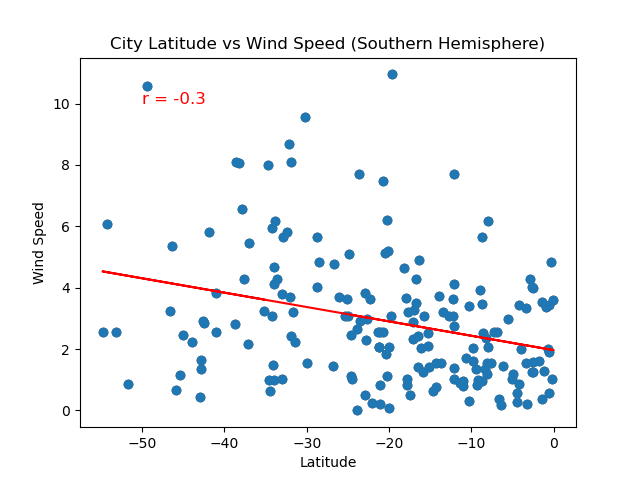 City Latitude vs Wind Speed (Southern Hemisphere)
r = -0.3
Wind Speed
10
8
6
4
2
0
−50 −40 −30 −20 −10 0
Latitude